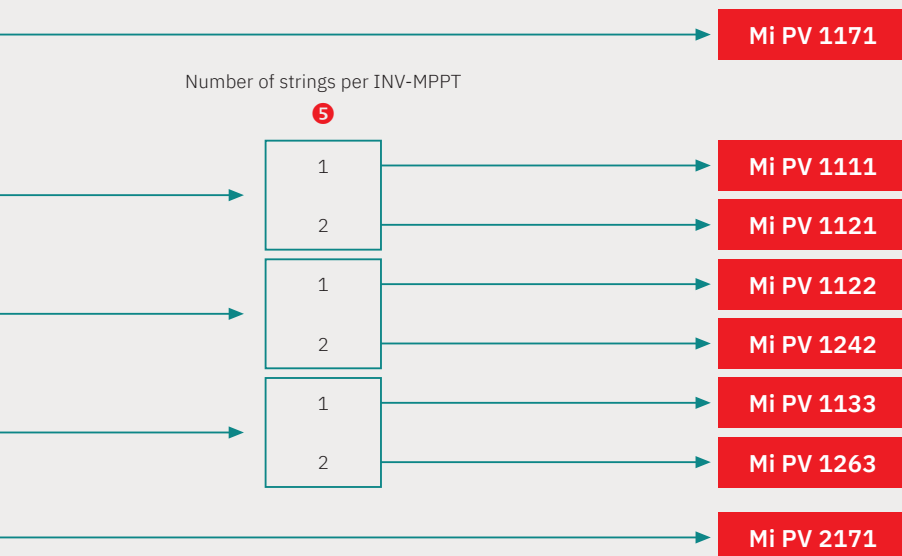 Mi PV 1171
Number of strings per INV-MPPT
5
1
Mi PV 1111
2
Mi PV 1121
1
Mi PV 1122
2
Mi PV 1242
1
Mi PV 1133
2
Mi PV 1263
Mi PV 2171